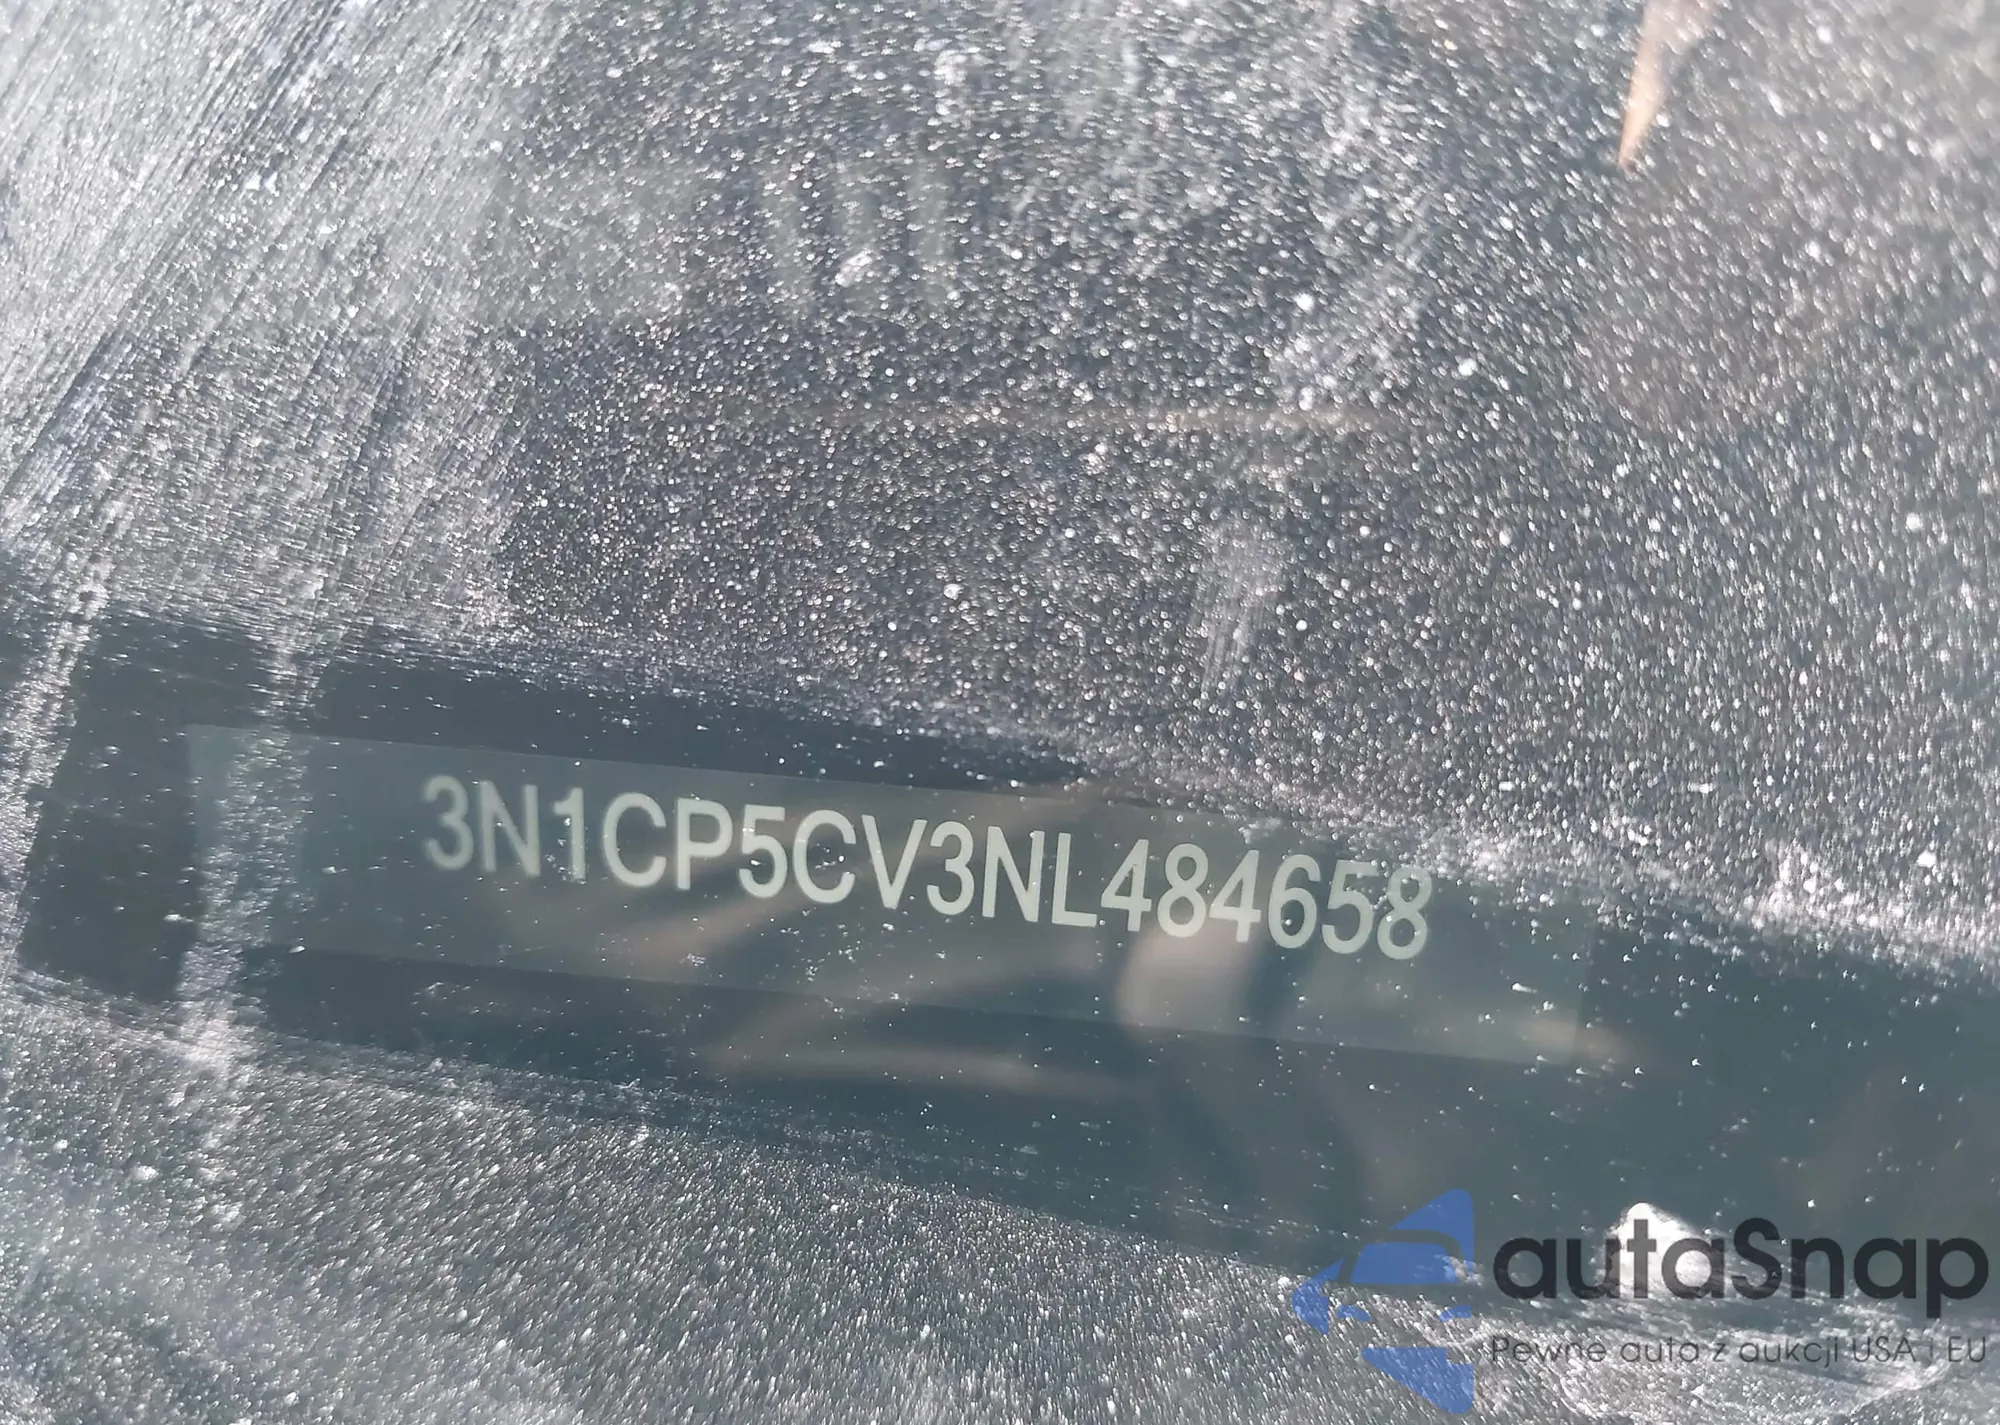 3N1CP5CV3NL484658
autaSnap
Pewne auta z aukcji USA i EU